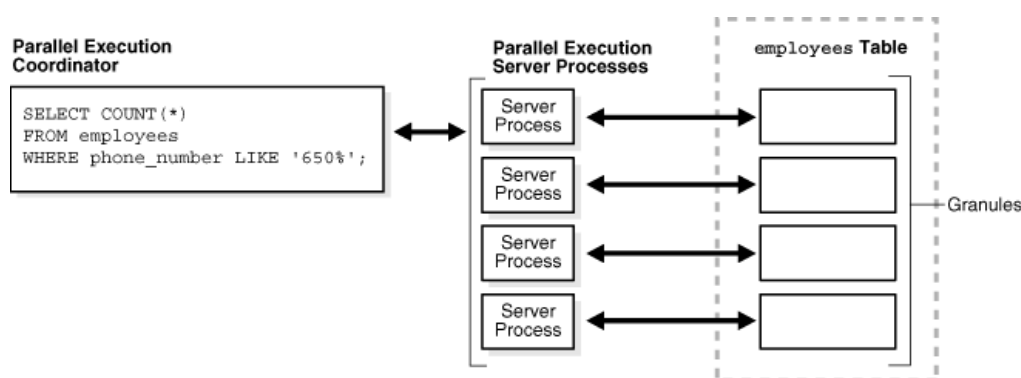 Parallel Execution
Coordinator
SELECT COUNT(*)
FROM employees
WHERE phone_number LIKE '650%';
Parallel Execution
Server Processes
Server
Process
Server
Process
Server
Process
Server
Process
employees Table
Granules